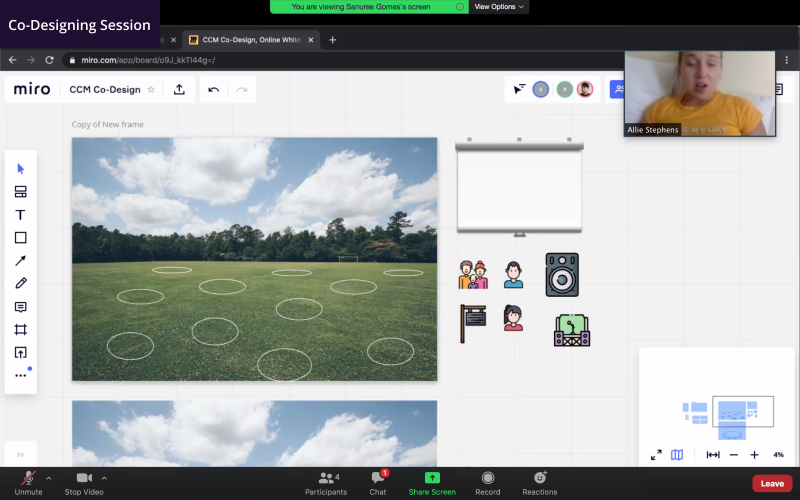 Co-Designing Session
You are viewing Sanuree Gomes's screen
View Options
CCM Co-Design, Online White
miro.com/app/board/o9J_kkTl44g=/
miro
CCM Co-Design
Copy of New frame
Allie Stephens
T
4%
Unmute
Stop Video
Participants
4
Chat
1
Share Screen
Record
Reactions
Leave